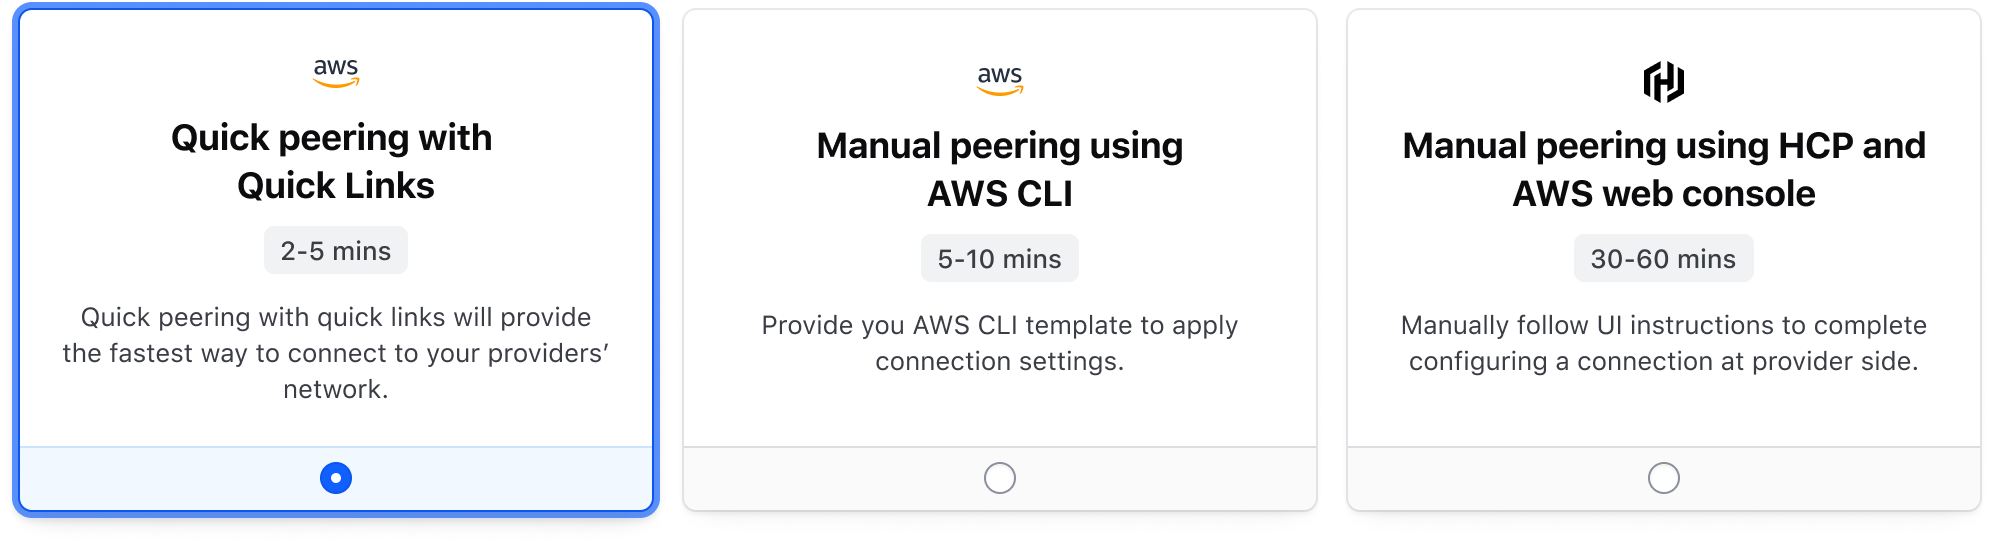 aws
Quick peering with
Quick Links
2-5 mins
Quick peering with quick links will provide
the fastest way to connect to your providers’
network.
aws
Manual peering using
AWS CLI
5-10 mins
Provide you AWS CLI template to apply
connection settings.
Manual peering using HCP and
AWS web console
30-60 mins
Manually follow UI instructions to complete
configuring a connection at provider side.